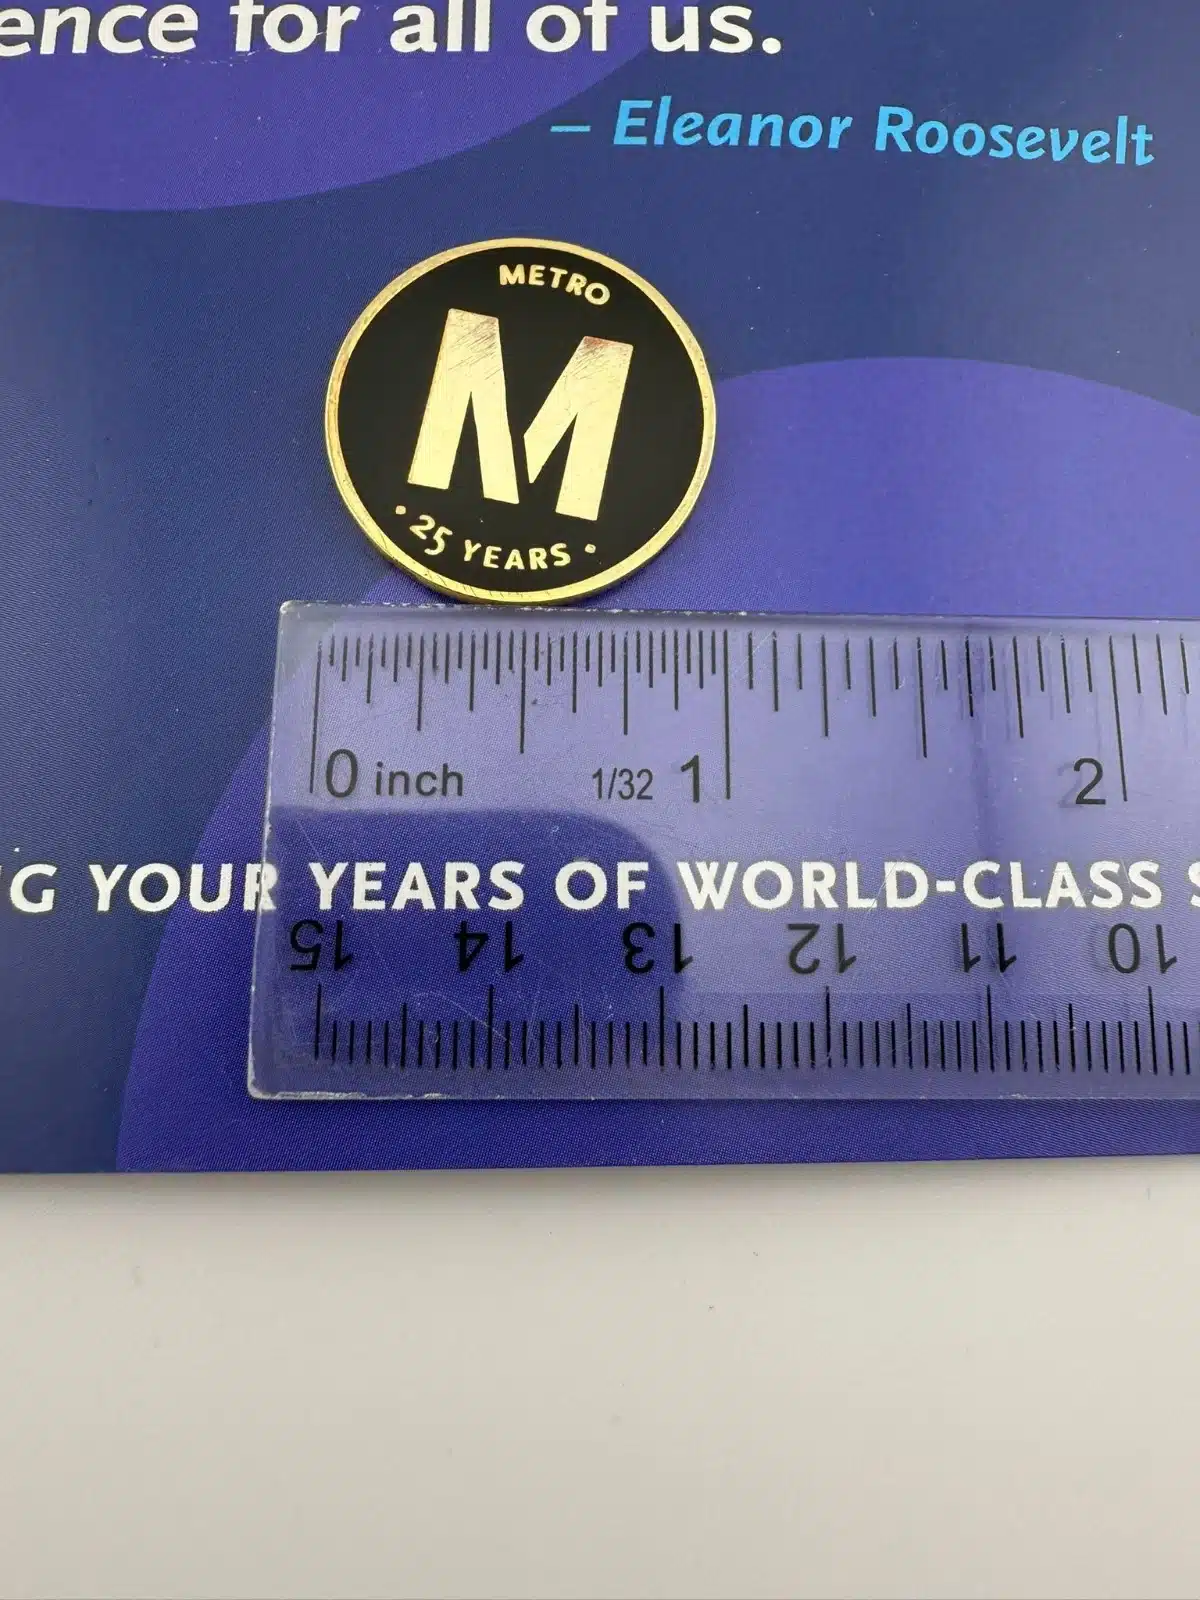 ence for all of us.
– Eleanor Roosevelt
METRO
M
• 25 YEARS •
0 inch 1/32 1 2
G YOUR YEARS OF WORLD-CLASS S
15 14 13 12 11 10